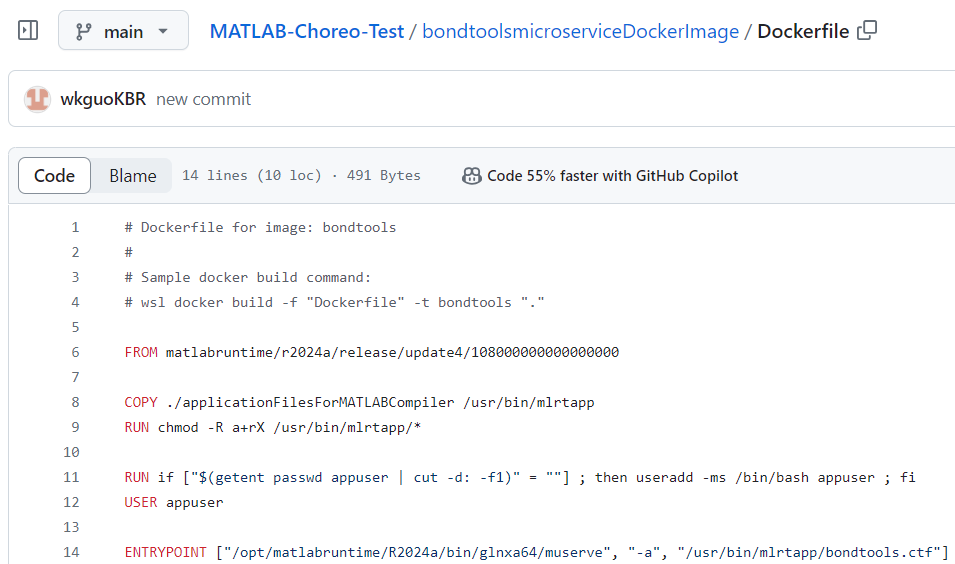 main
MATLAB-Choreo-Test / bondtoolsmicroserviceDockerImage / Dockerfile
wkguoKBR new commit
Code Blame 14 lines (10 loc) · 491 Bytes Code 55% faster with GitHub Copilot
1 # Dockerfile for image: bondtools
2 #
3 # Sample docker build command:
4 # wsl docker build -f "Dockerfile" -t bondtools "."
5
6 FROM matlabruntime/r2024a/release/update4/108000000000000000
7
8 COPY ./applicationFilesForMATLABCompiler /usr/bin/mlrtapp
9 RUN chmod -R a+rX /usr/bin/mlrtapp/*
10
11 RUN if ["$(getent passwd appuser | cut -d: -f1)" = ""] ; then useradd -ms /bin/bash appuser ; fi
12 USER appuser
13
14 ENTRYPOINT ["/opt/matlabruntime/R2024a/bin/glnxa64/muserve", "-a", "/usr/bin/mlrtapp/bondtools.ctf"]